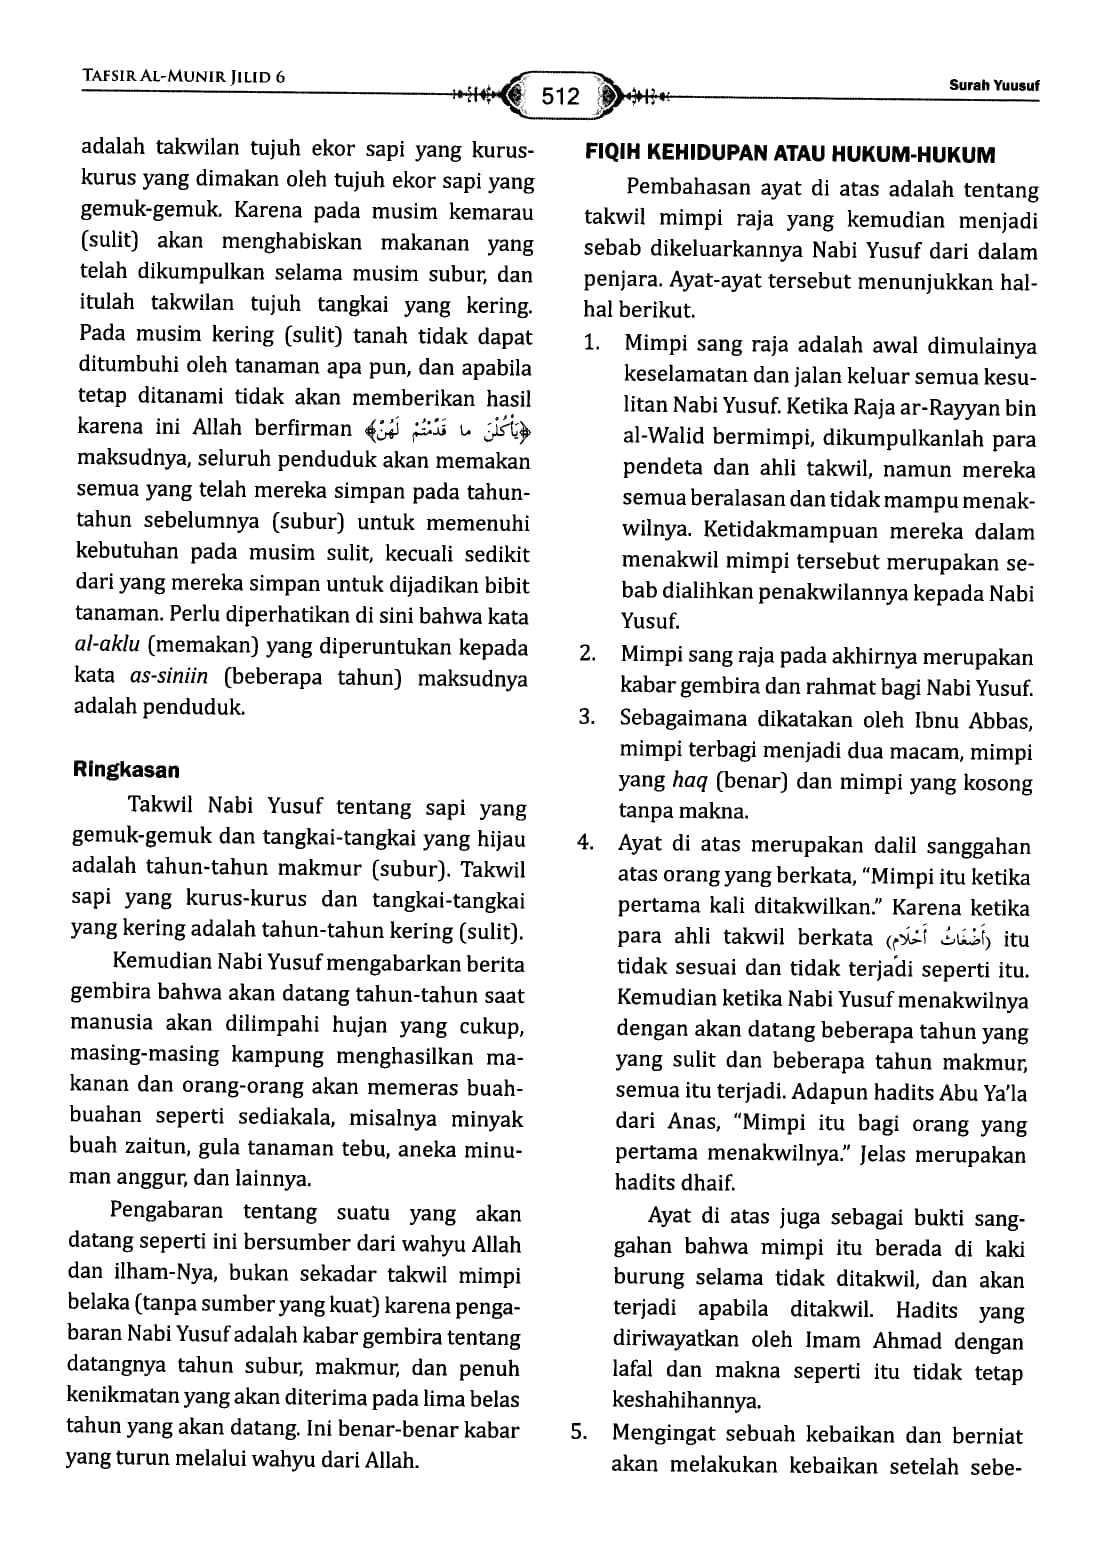 TAFSIR AL-MUNIR JILID 6
512
Surah Yuusuf
adalah takwilan tujuh ekor sapi yang kurus-
kurus yang dimakan oleh tujuh ekor sapi yang
gemuk-gemuk. Karena pada musim kemarau
(sulit) akan menghabiskan makanan yang
telah dikumpulkan selama musim subur, dan
itulah takwilan tujuh tangkai yang kering.
Pada musim kering (sulit) tanah tidak dapat
ditumbuhi oleh tanaman apa pun, dan apabila
tetap ditanami tidak akan memberikan hasil
karena ini Allah berfirman ﴿يَأْكُلْنَ ما قَدَّمْتُمْ لَهُنَّ﴾
maksudnya, seluruh penduduk akan memakan
semua yang telah mereka simpan pada tahun-
tahun sebelumnya (subur) untuk memenuhi
kebutuhan pada musim sulit, kecuali sedikit
dari yang mereka simpan untuk dijadikan bibit
tanaman. Perlu diperhatikan di sini bahwa kata
al-aklu (memakan) yang diperuntukan kepada
kata as-siniin (beberapa tahun) maksudnya
adalah penduduk.
Ringkasan
Takwil Nabi Yusuf tentang sapi yang
gemuk-gemuk dan tangkai-tangkai yang hijau
adalah tahun-tahun makmur (subur). Takwil
sapi yang kurus-kurus dan tangkai-tangkai
yang kering adalah tahun-tahun kering (sulit).
Kemudian Nabi Yusuf mengabarkan berita
gembira bahwa akan datang tahun-tahun saat
manusia akan dilimpahi hujan yang cukup,
masing-masing kampung menghasilkan ma-
kanan dan orang-orang akan memeras buah-
buahan seperti sediakala, misalnya minyak
buah zaitun, gula tanaman tebu, aneka minu-
man anggur, dan lainnya.
Pengabaran tentang suatu yang akan
datang seperti ini bersumber dari wahyu Allah
dan ilham-Nya, bukan sekadar takwil mimpi
belaka (tanpa sumber yang kuat) karena penga-
baran Nabi Yusuf adalah kabar gembira tentang
datangnya tahun subur, makmur, dan penuh
kenikmatan yang akan diterima pada lima belas
tahun yang akan datang. Ini benar-benar kabar
yang turun melalui wahyu dari Allah.
FIQIH KEHIDUPAN ATAU HUKUM-HUKUM
Pembahasan ayat di atas adalah tentang
takwil mimpi raja yang kemudian menjadi
sebab dikeluarkannya Nabi Yusuf dari dalam
penjara. Ayat-ayat tersebut menunjukkan hal-
hal berikut.
1. Mimpi sang raja adalah awal dimulainya
keselamatan dan jalan keluar semua kesu-
litan Nabi Yusuf. Ketika Raja ar-Rayyan bin
al-Walid bermimpi, dikumpulkanlah para
pendeta dan ahli takwil, namun mereka
semua beralasan dan tidak mampu menak-
wilnya. Ketidakmampuan mereka dalam
menakwil mimpi tersebut merupakan se-
bab dialihkan penakwilannya kepada Nabi
Yusuf.
2. Mimpi sang raja pada akhirnya merupakan
kabar gembira dan rahmat bagi Nabi Yusuf.
3. Sebagaimana dikatakan oleh Ibnu Abbas,
mimpi terbagi menjadi dua macam, mimpi
yang haq (benar) dan mimpi yang kosong
tanpa makna.
4. Ayat di atas merupakan dalil sanggahan
atas orang yang berkata, “Mimpi itu ketika
pertama kali ditakwilkan.” Karena ketika
para ahli takwil berkata (أَضْغَاثُ أَحْلَامٍ) itu
tidak sesuai dan tidak terjadi seperti itu.
Kemudian ketika Nabi Yusuf menakwilnya
dengan akan datang beberapa tahun yang
yang sulit dan beberapa tahun makmur,
semua itu terjadi. Adapun hadits Abu Ya’la
dari Anas, “Mimpi itu bagi orang yang
pertama menakwilnya.” Jelas merupakan
hadits dhaif.
Ayat di atas juga sebagai bukti sang-
gahan bahwa mimpi itu berada di kaki
burung selama tidak ditakwil, dan akan
terjadi apabila ditakwil. Hadits yang
diriwayatkan oleh Imam Ahmad dengan
lafal dan makna seperti itu tidak tetap
keshahihannya.
5. Mengingat sebuah kebaikan dan berniat
akan melakukan kebaikan setelah sebe-